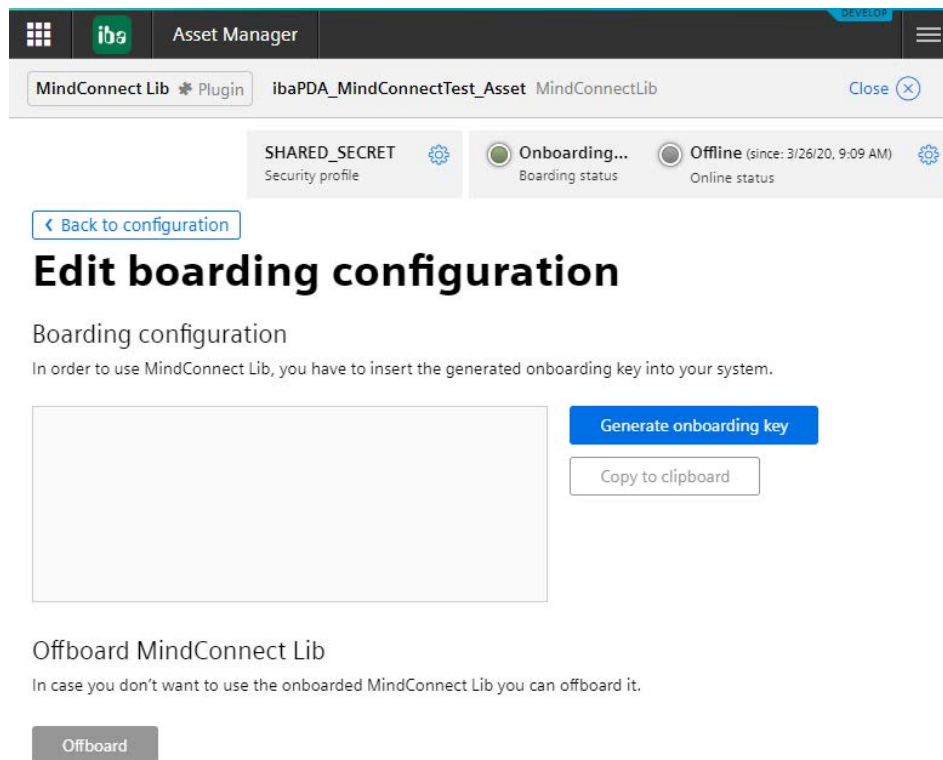 DEVELOP
iba Asset Manager
MindConnect Lib Plugin ibaPDA_MindConnectTest_Asset MindConnectLib Close
SHARED_SECRET Onboarding... Offline (since: 3/26/20, 9:09 AM)
Security profile Boarding status Online status
Back to configuration
Edit boarding configuration
Boarding configuration
In order to use MindConnect Lib, you have to insert the generated onboarding key into your system.
Generate onboarding key
Copy to clipboard
Offboard MindConnect Lib
In case you don't want to use the onboarded MindConnect Lib you can offboard it.
Offboard